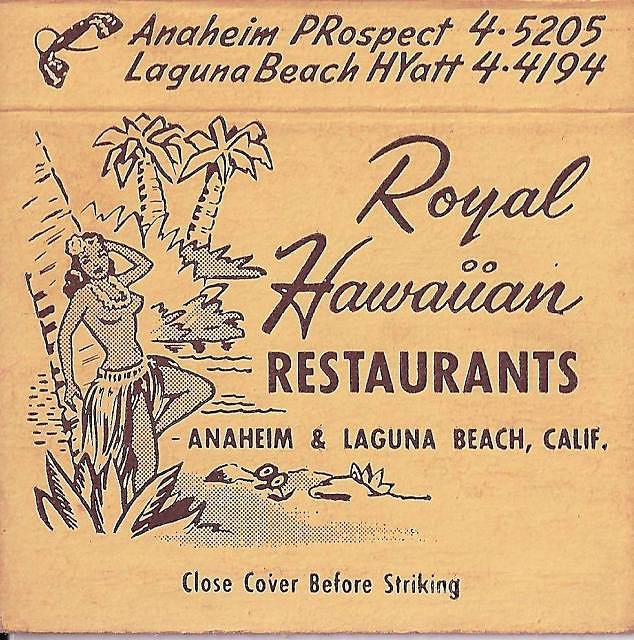 Anaheim PRospect 4·5205
Laguna Beach HYatt 4·4194
Royal
Hawaiian
RESTAURANTS
- ANAHEIM & LAGUNA BEACH, CALIF.
Close Cover Before Striking